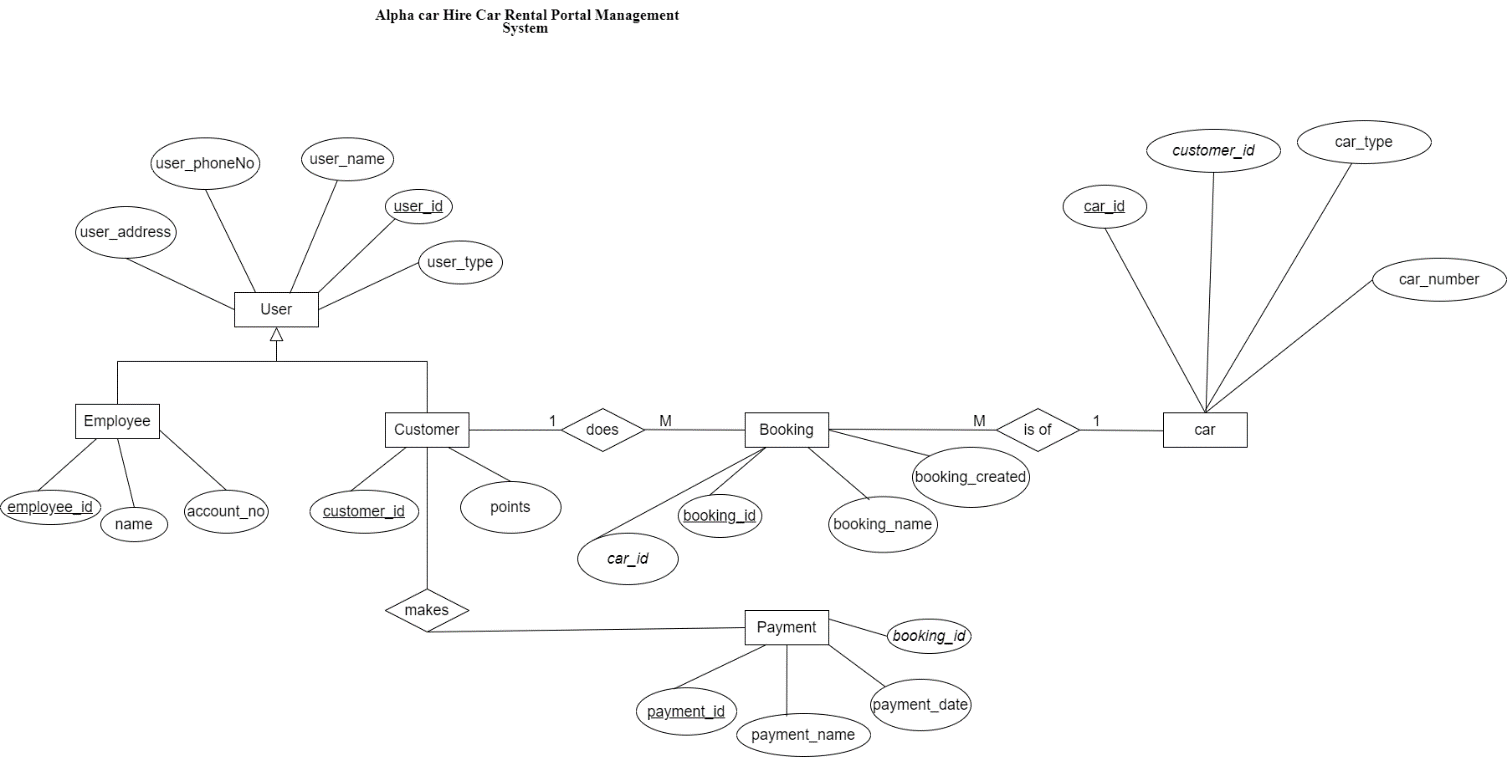 Alpha car Hire Car Rental Portal Management
System
customer_id
car_type
user_phoneNo
user_name
user_id
car_id
user_address
user_type
car_number
User
Employee
Customer
1
does
M
Booking
M
is of
1
car
booking_created
employee_id
name
account_no
customer_id
points
booking_id
booking_name
car_id
makes
Payment
booking_id
payment_id
payment_name
payment_date